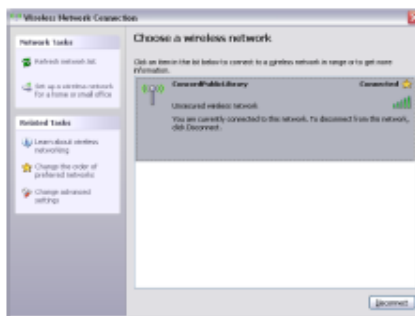 Wireless Network Connection
Network Tasks
Refresh network list
Set up a wireless network
for a home or small office
Related Tasks
Learn about wireless
networking
Change the order of
preferred networks
Change advanced
settings
Choose a wireless network
Click an item in the list below to connect to a wireless network in range or to get more
information.
ConcordPublicLibrary
Connected
Unsecured wireless network
You are currently connected to this network. To disconnect from this network,
click Disconnect.
Disconnect